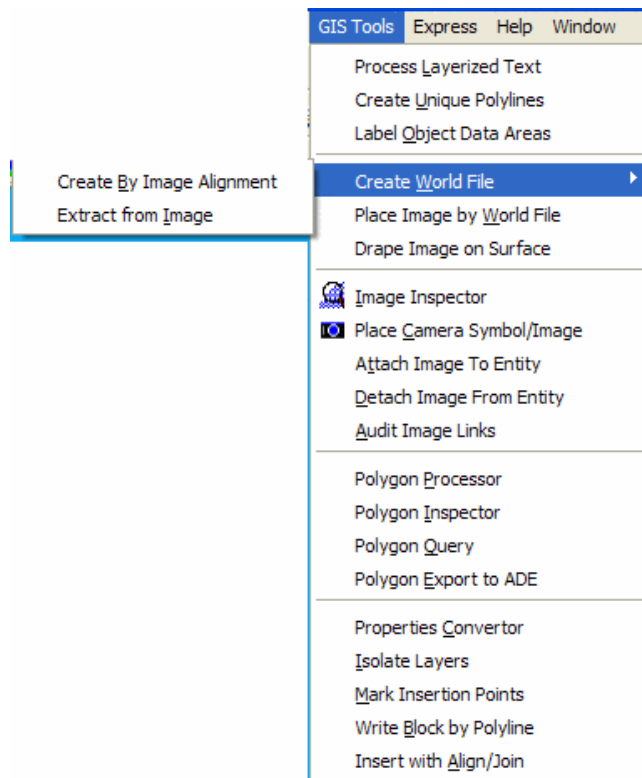 GIS Tools Express Help Window
Process Layerized Text
Create Unique Polylines
Label Object Data Areas
Create World File
Create By Image Alignment
Extract from Image
Place Image by World File
Drape Image on Surface
Image Inspector
Place Camera Symbol/Image
Attach Image To Entity
Detach Image From Entity
Audit Image Links
Polygon Processor
Polygon Inspector
Polygon Query
Polygon Export to ADE
Properties Convertor
Isolate Layers
Mark Insertion Points
Write Block by Polyline
Insert with Align/Join